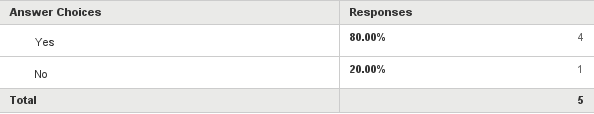 Answer Choices Responses
Yes 80.00% 4
No 20.00% 1
Total 5